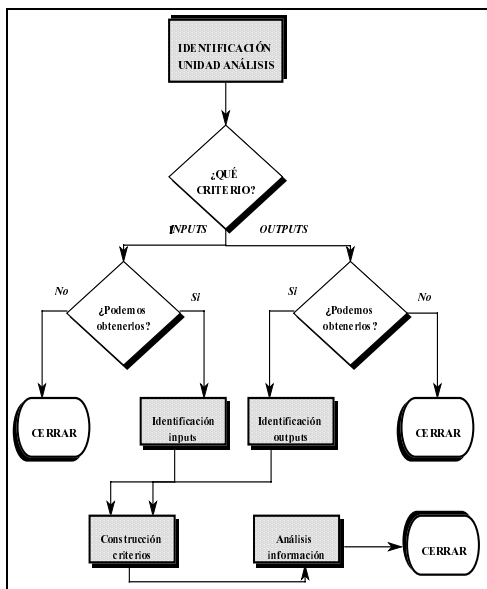 IDENTIFICACIÓN
UNIDAD ANÁLISIS
¿QUÉ
CRITERIO?
INPUTS
OUTPUTS
No
¿Podemos
obtenerlos?
Si
Si
¿Podemos
obtenerlos?
No
CERRAR
Identificación
inputs
Identificación
outputs
CERRAR
Construcción
criterios
Análisis
información
CERRAR